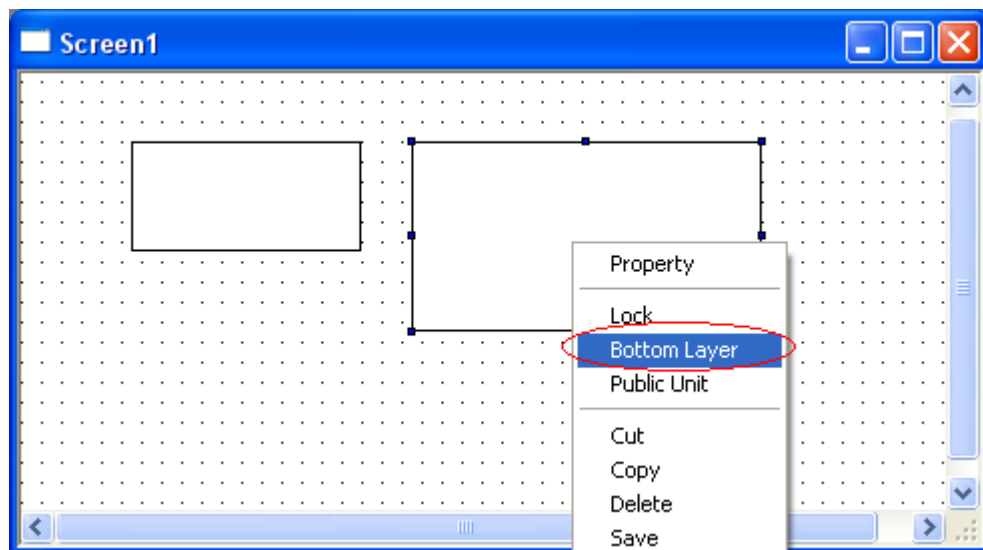 Screen1
Property
Lock
Bottom Layer
Public Unit
Cut
Copy
Delete
Save